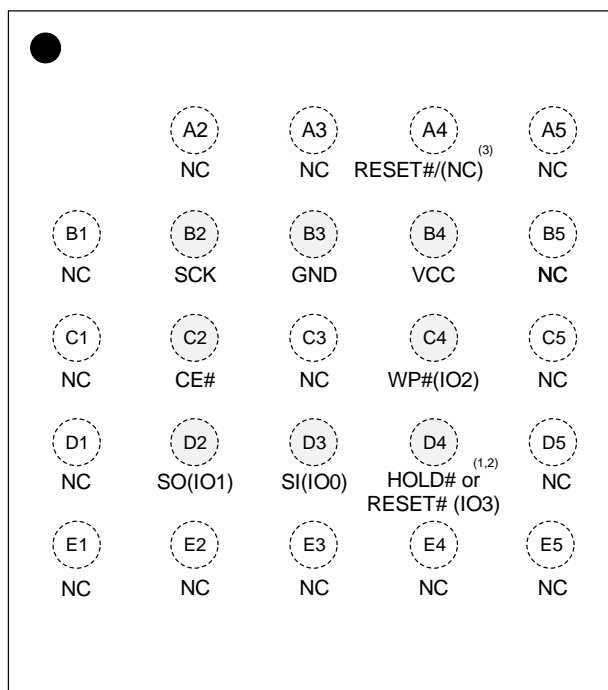 A2 A3 A4 A5
NC NC RESET#/(NC) (3) NC
B1 B2 B3 B4 B5
NC SCK GND VCC NC
C1 C2 C3 C4 C5
NC CE# NC WP#(IO2) NC
D1 D2 D3 D4 D5
NC SO(IO1) SI(IO0) HOLD# or (1,2) NC
RESET# (IO3)
E1 E2 E3 E4 E5
NC NC NC NC NC